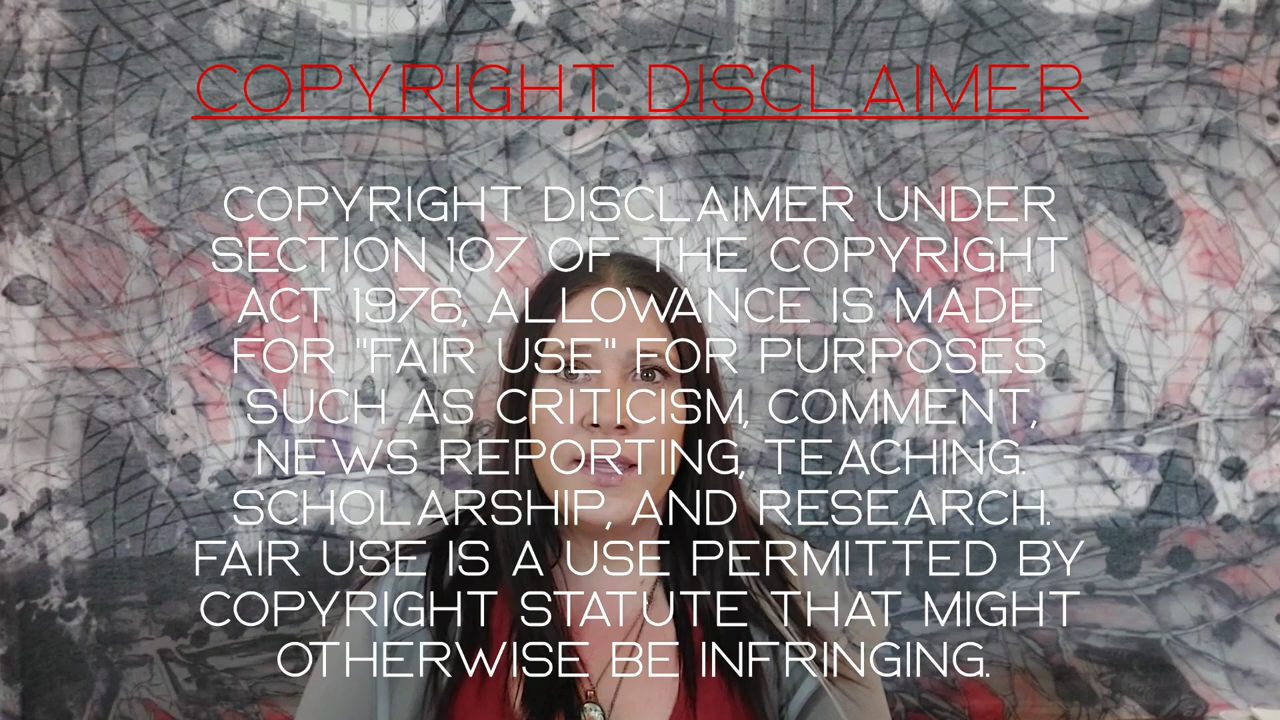 COPYRIGHT DISCLAIMER
COPYRIGHT DISCLAIMER UNDER
SECTION 107 OF THE COPYRIGHT
ACT 1976, ALLOWANCE IS MADE
FOR "FAIR USE" FOR PURPOSES
SUCH AS CRITICISM, COMMENT,
NEWS REPORTING, TEACHING.
SCHOLARSHIP, AND RESEARCH.
FAIR USE IS A USE PERMITTED BY
COPYRIGHT STATUTE THAT MIGHT
OTHERWISE BE INFRINGING.